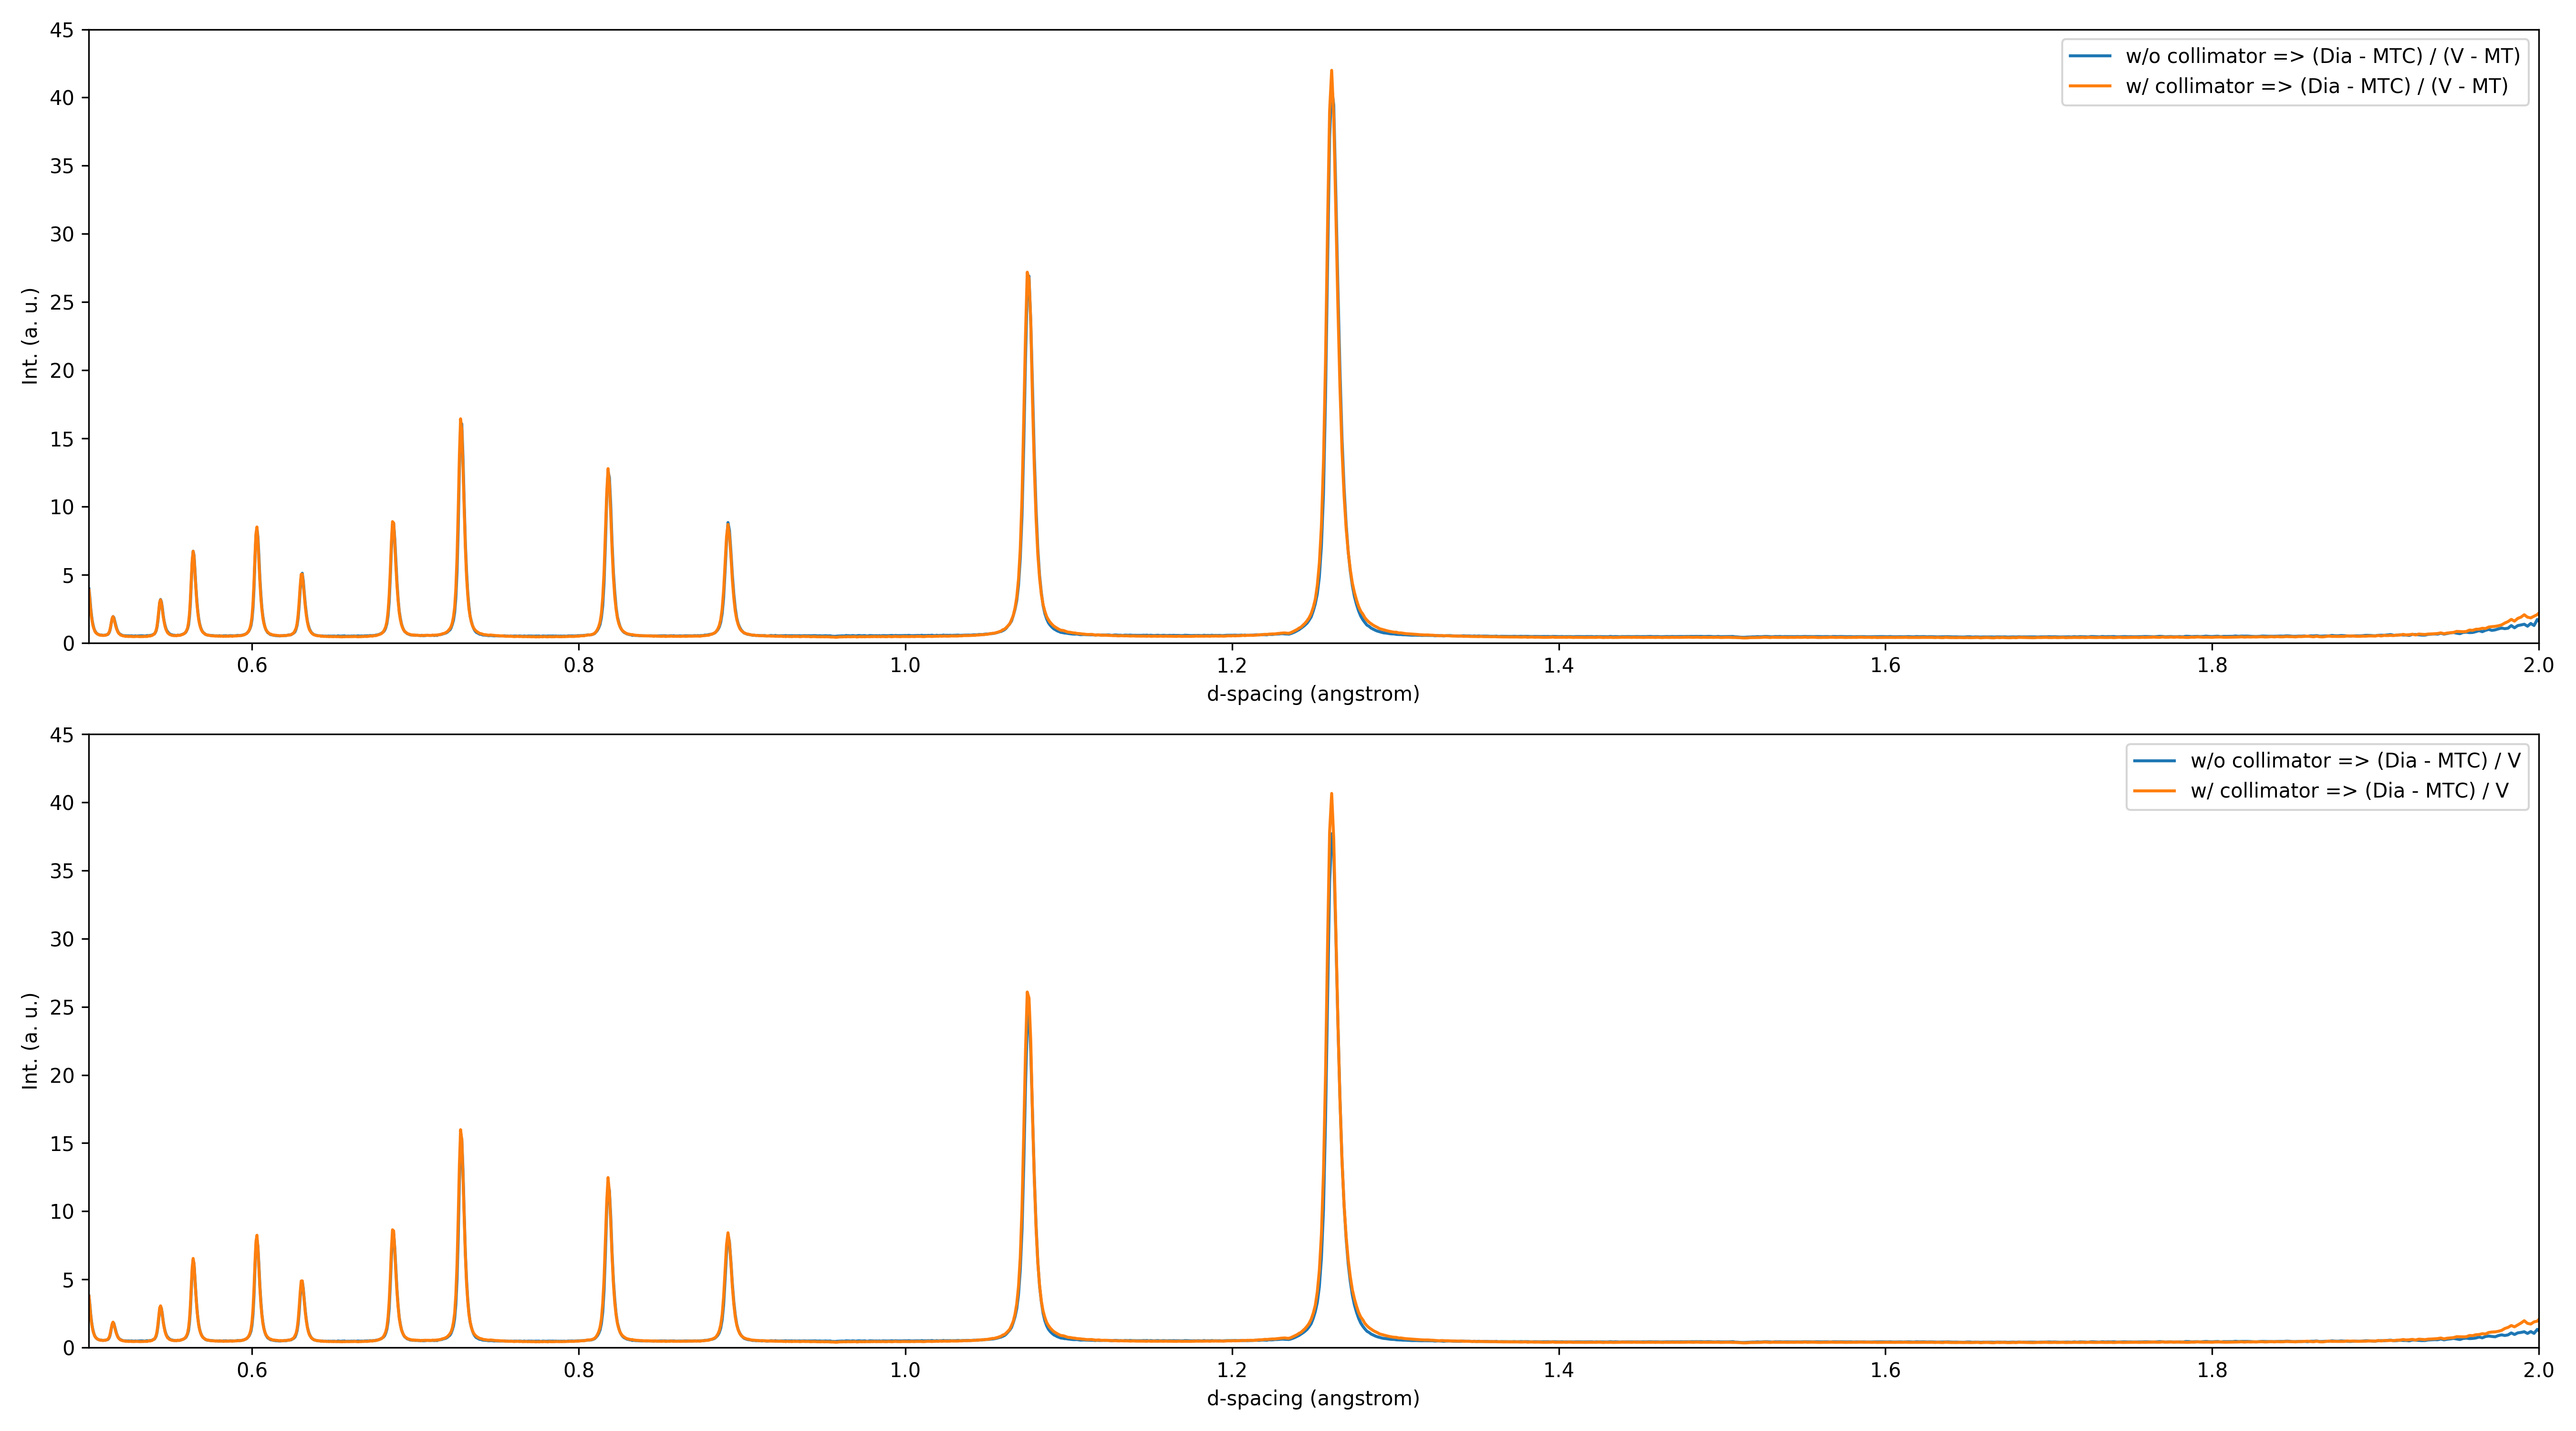 45
40
35
30
25
20
15
10
5
0
Int. (a. u.)
w/o collimator => (Dia - MTC) / (V - MT)
w/ collimator => (Dia - MTC) / (V - MT)
0.6 0.8 1.0 1.2 1.4 1.6 1.8 2.0
d-spacing (angstrom)
45
40
35
30
25
20
15
10
5
0
Int. (a. u.)
w/o collimator => (Dia - MTC) / V
w/ collimator => (Dia - MTC) / V
0.6 0.8 1.0 1.2 1.4 1.6 1.8 2.0
d-spacing (angstrom)